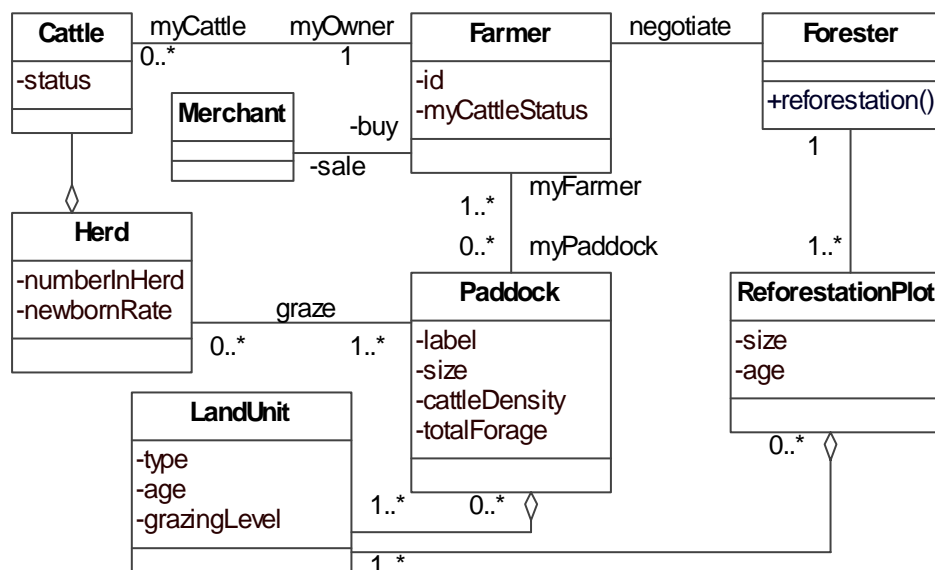 Cattle
-status
myCattle
0..*
myOwner
1
Farmer
-id
-myCattleStatus
negotiate
Forester
+reforestation()
1
Merchant
-buy
-sale
myFarmer
1..*
0..*
myPaddock
1..*
Herd
-numberInHerd
-newbornRate
graze
0..*
1..*
Paddock
-label
-size
-cattleDensity
-totalForage
ReforestationPlot
-size
-age
LandUnit
-type
-age
-grazingLevel
1..*
0..*
0..*
1..*